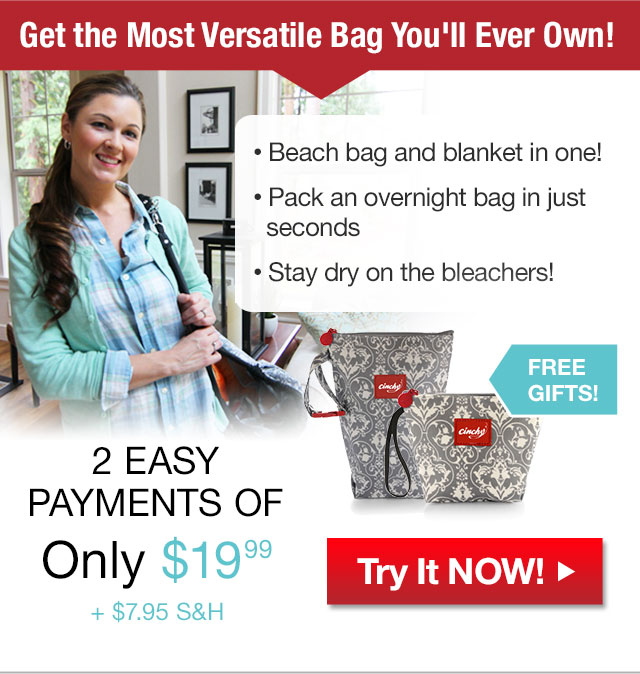 Get the Most Versatile Bag You'll Ever Own!
• Beach bag and blanket in one!
• Pack an overnight bag in just
seconds
• Stay dry on the bleachers!
FREE
GIFTS!
cinchy
cinchy
2 EASY
PAYMENTS OF
Only $19 99
+ $7.95 S&H
Try It NOW!